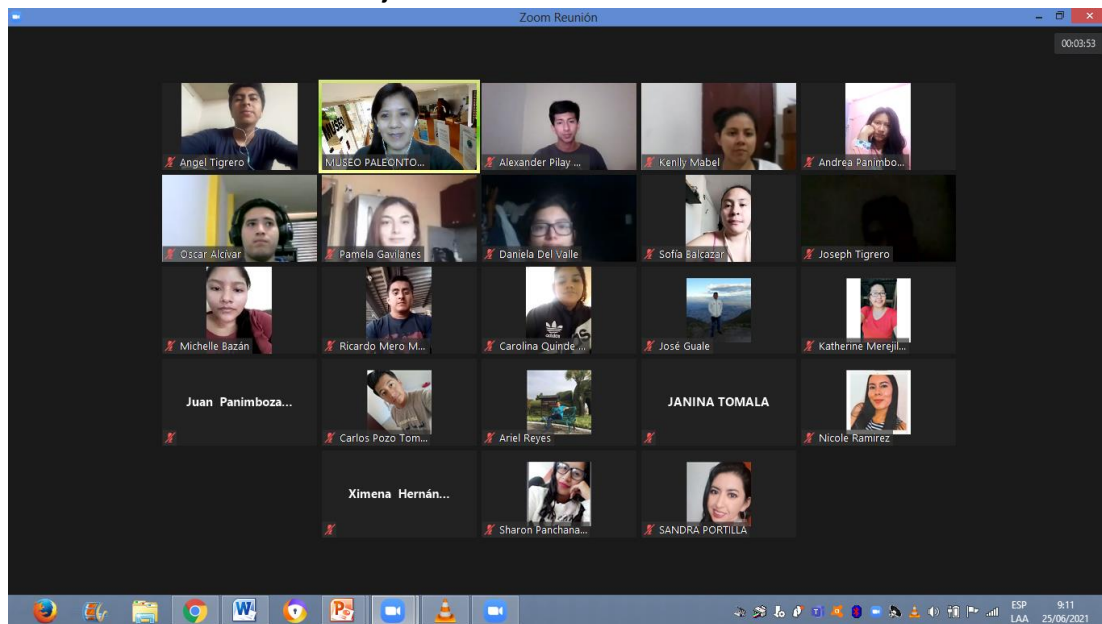 Zoom Reunión
00:03:53
Angel Tigrero
MUSEO PALEONTO...
Alexander Pilay ...
Kenlly Mabel
Andrea Panimbo...
Oscar Alcívar
Pamela Gavilanes
Daniela Del Valle
Sofía Balcazar
Joseph Tigrero
Michelle Bazán
Ricardo Mero M...
Carolina Quinde ...
José Guale
Katherine Merejil...
Juan Panimboza...
Carlos Pozo Tom...
Ariel Reyes
JANINA TOMALA
Nicole Ramirez
Ximena Hernán...
Sharon Panchana...
SANDRA PORTILLA
adidas
ESP 9:11
LAA 25/06/2021